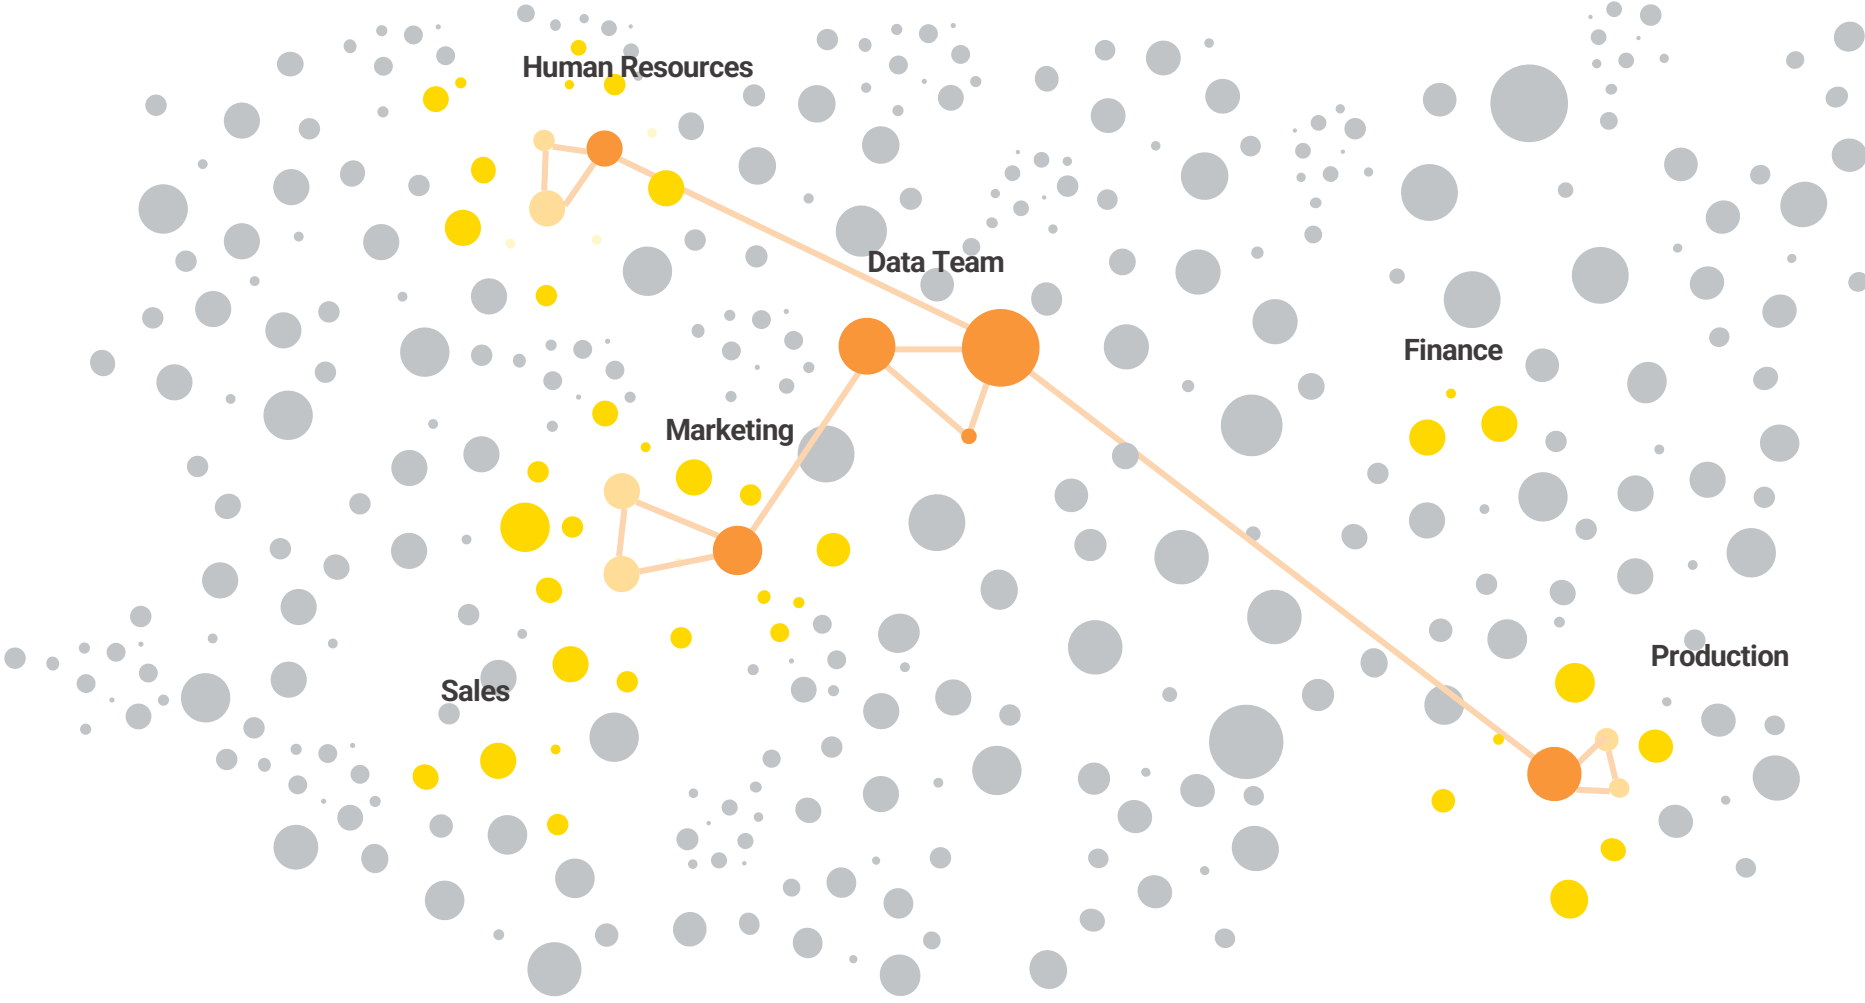 Human Resources
Data Team
Finance
Marketing
Production
Sales